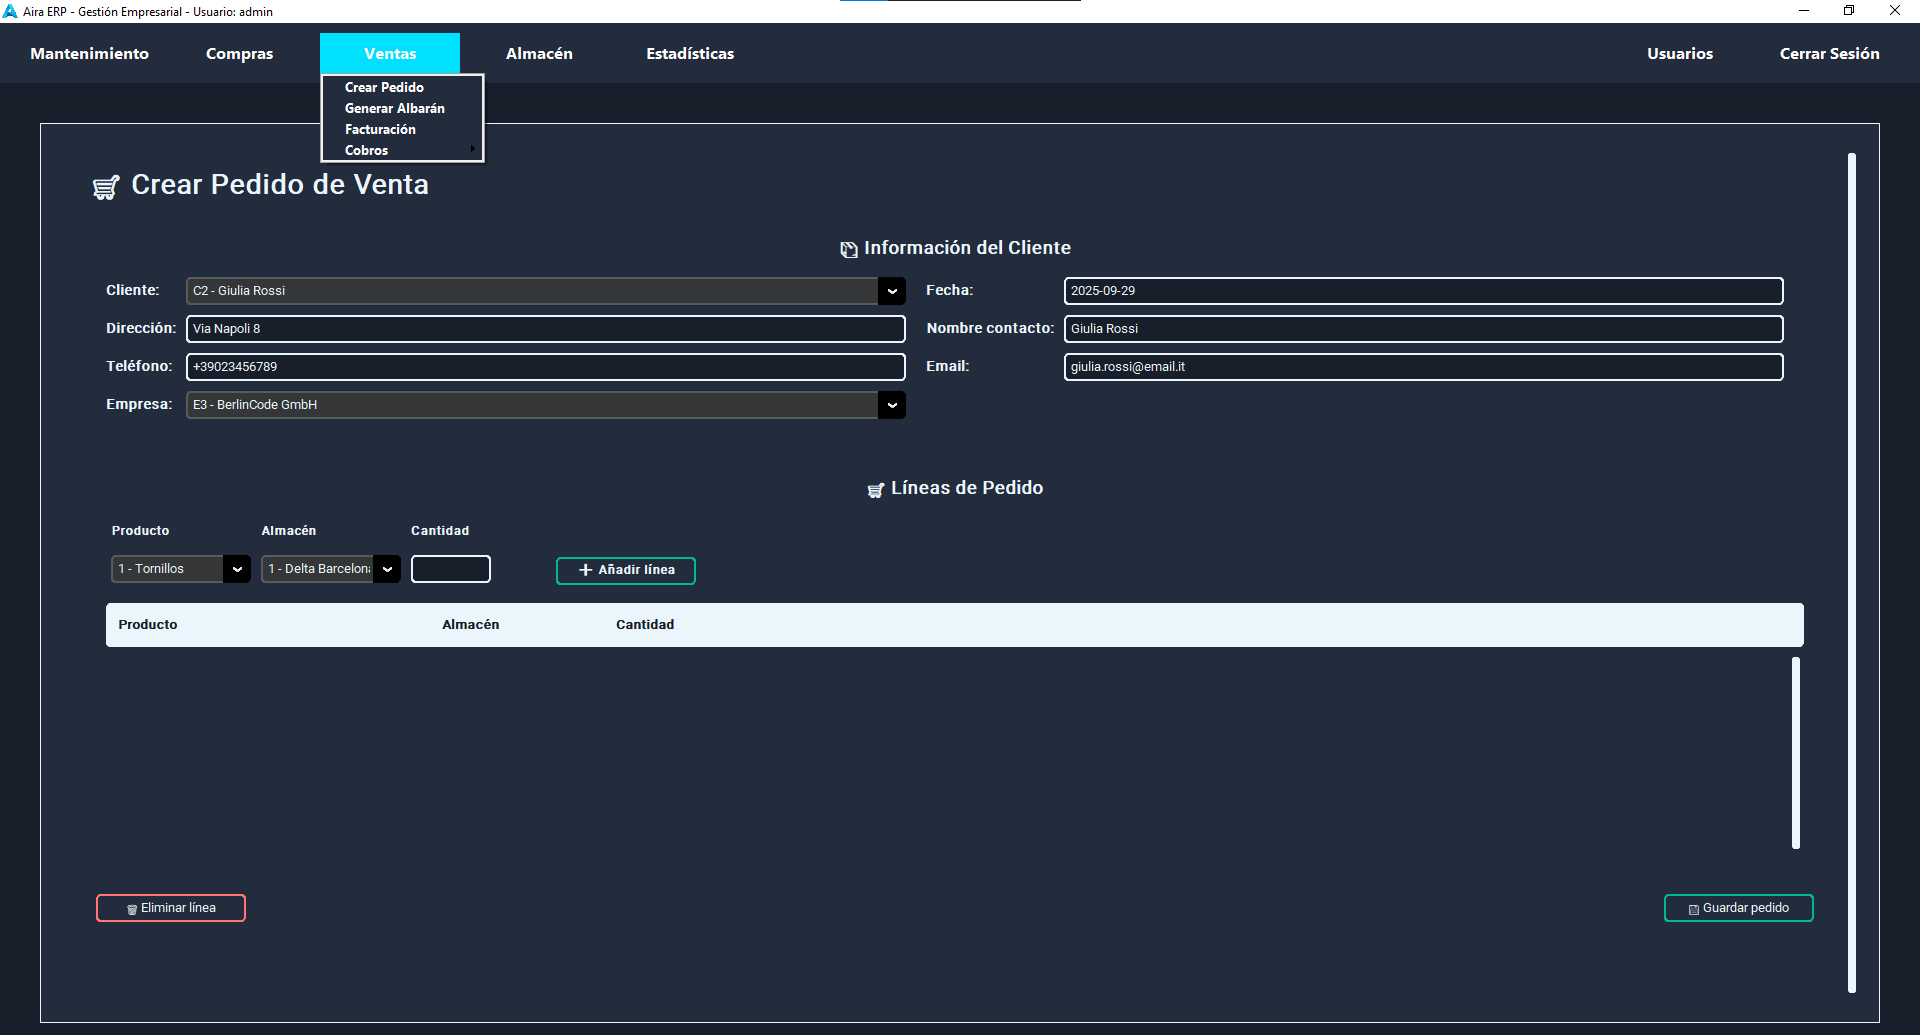 Aira ERP - Gestión Empresarial - Usuario: admin
Mantenimiento Compras Ventas Almacén Estadísticas Usuarios Cerrar Sesión
Crear Pedido
Generar Albarán
Facturación
Cobros
Crear Pedido de Venta
Información del Cliente
Cliente: C2 - Giulia Rossi Fecha: 2025-09-29
Dirección: Via Napoli 8 Nombre contacto: Giulia Rossi
Teléfono: +39023456789 Email: giulia.rossi@email.it
Empresa: E3 - BerlinCode GmbH
Líneas de Pedido
Producto Almacén Cantidad
1 - Tornillos 1 - Delta Barcelona + Añadir línea
Producto Almacén Cantidad
Eliminar línea Guardar pedido